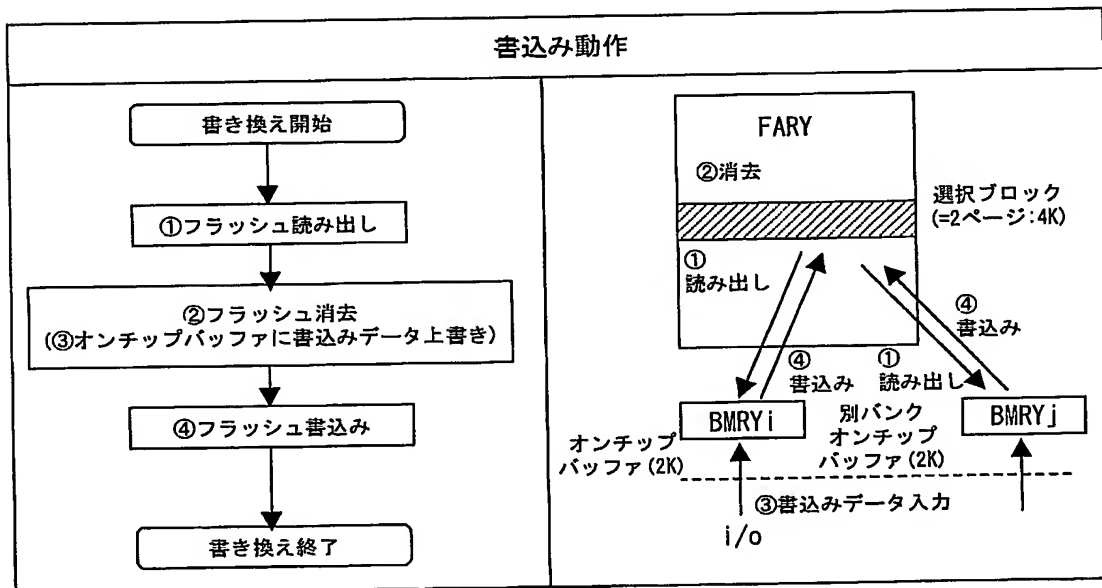 書込み動作
書き換え開始
①フラッシュ読み出し
②フラッシュ消去
(③オンチップバッファに書込みデータ上書き)
④フラッシュ書込み
書き換え終了
FARY
②消去
選択ブロック
(=2ページ:4K)
①
読み出し
④
書込み
④
書込み
①
読み出し
BMRYi
別バンク
オンチップ
バッファ(2K)
BMRYj
オンチップ
バッファ(2K)
③書込みデータ入力
i/o